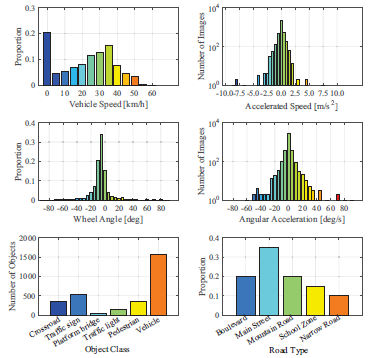 Proportion
0.3
0.2
0.1
0
0 10 20 30 40 50 60
Vehicle Speed [km/h]
Number of Images
10^4
10^2
10^0
-10.0 -7.5 -5.0 -2.5 0.0 2.5 5.0 7.5 10.0
Accelerated Speed [m/s^2]
Proportion
0.4
0.3
0.2
0.1
0
-80 -60 -40 -20 0 20 40 60 80
Wheel Angle [deg]
Number of Images
10^4
10^2
10^0
-80 -60 -40 -20 0 20 40 60 80
Angular Acceleration [deg/s]
Number of Objects
2000
1500
1000
500
0
Crossroad
Traffic sign
Platform bridge
Traffic light
Pedestrian
Vehicle
Object Class
Proportion
0.4
0.3
0.2
0.1
0
Boulevard
Main Street
Mountain Road
School Zone
Narrow Road
Road Type